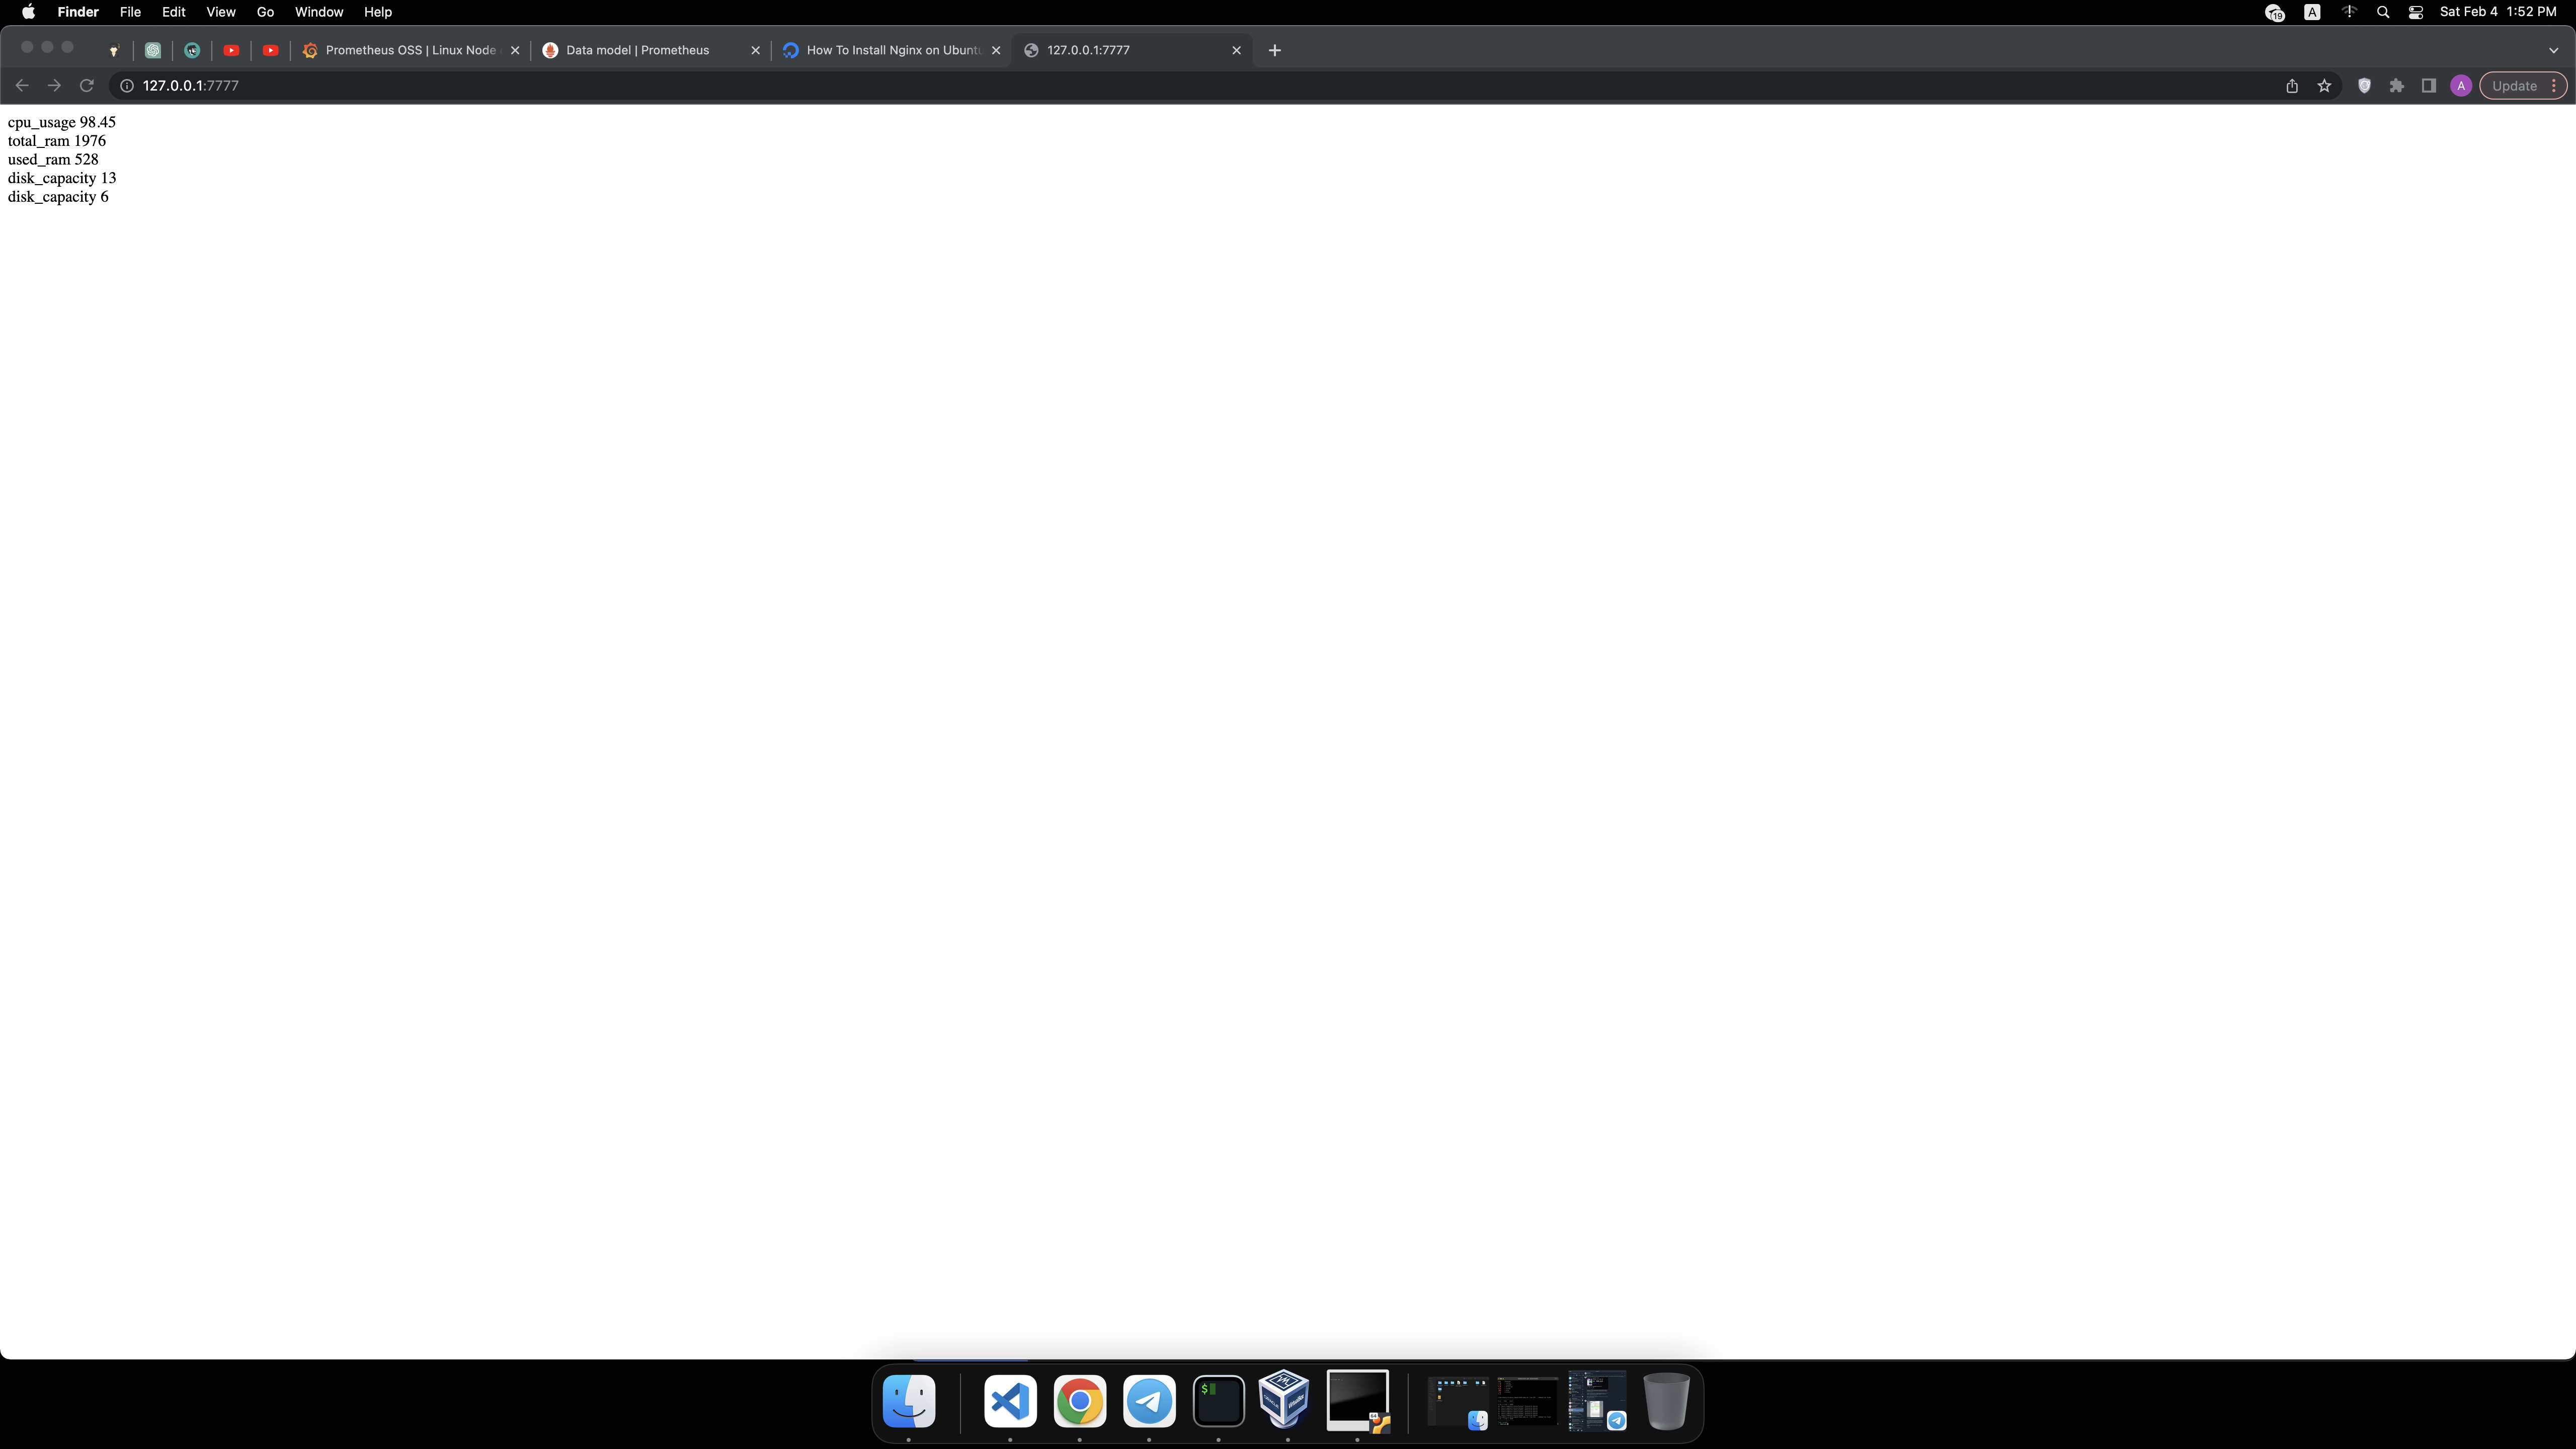 Finder File Edit View Go Window Help 19 A Sat Feb 4 1:52 PM
Prometheus OSS | Linux Node Data model | Prometheus How To Install Nginx on Ubuntu 127.0.0.1:7777
127.0.0.1:7777 A Update
cpu_usage 98.45
total_ram 1976
used_ram 528
disk_capacity 13
disk_capacity 6
$